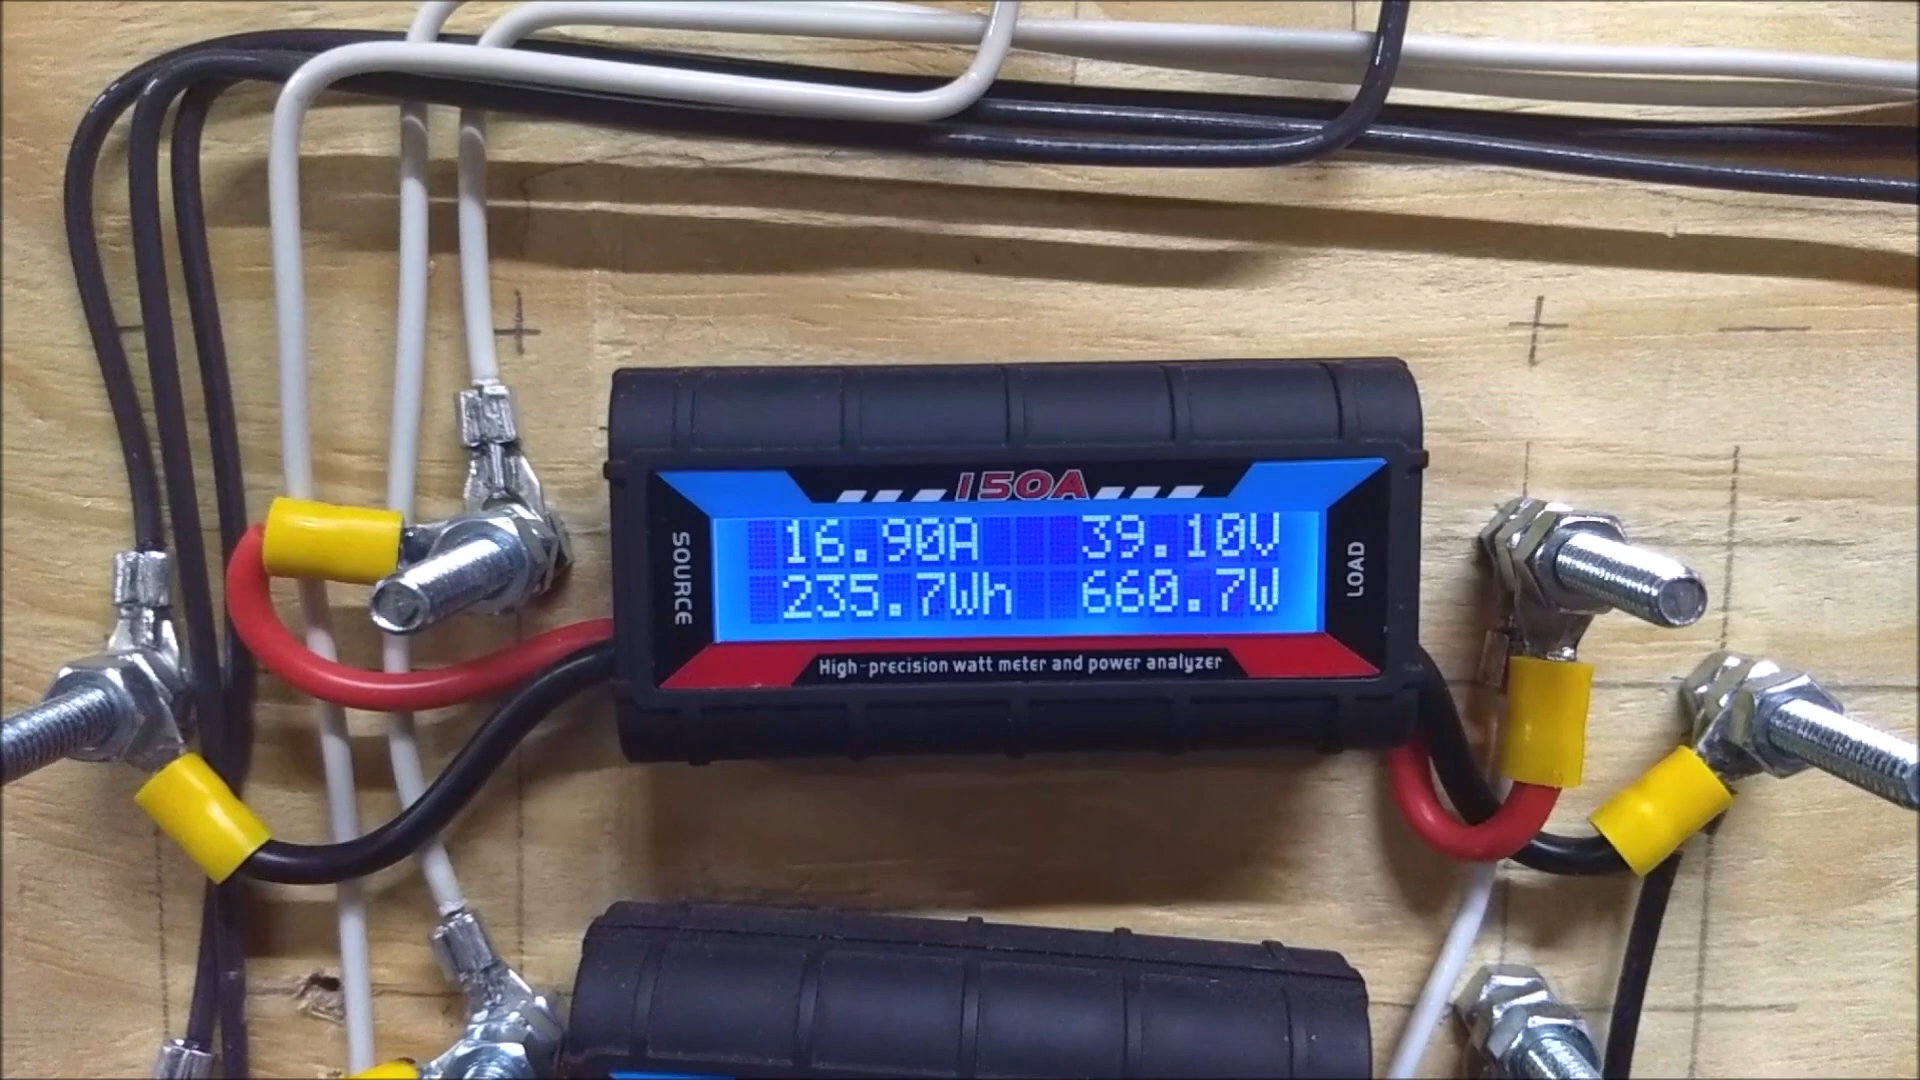 150A
SOURCE
16.90A 39.10V
235.7Wh 660.7W
LOAD
High-precision watt meter and power analyzer